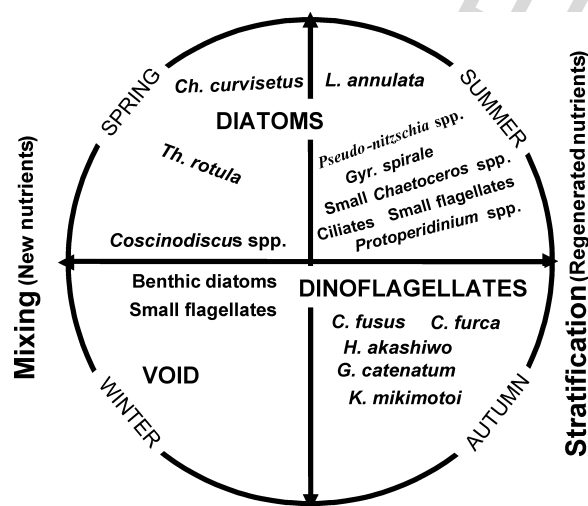 SPRING
Ch. curvisetus
L. annulata
SUMMER
DIATOMS
Th. rotula
Pseudo-nitzschia spp.
Gyr. spirale
Small Chaetoceros spp.
Ciliates Small flagellates
Protoperidinium spp.
Coscinodiscus spp.
Mixing (New nutrients)
Stratification (Regenerated nutrients)
Benthic diatoms
Small flagellates
DINOFLAGELLATES
C. fusus C. furca
H. akashiwo
G. catenatum
K. mikimotoi
VOID
WINTER
AUTUMN